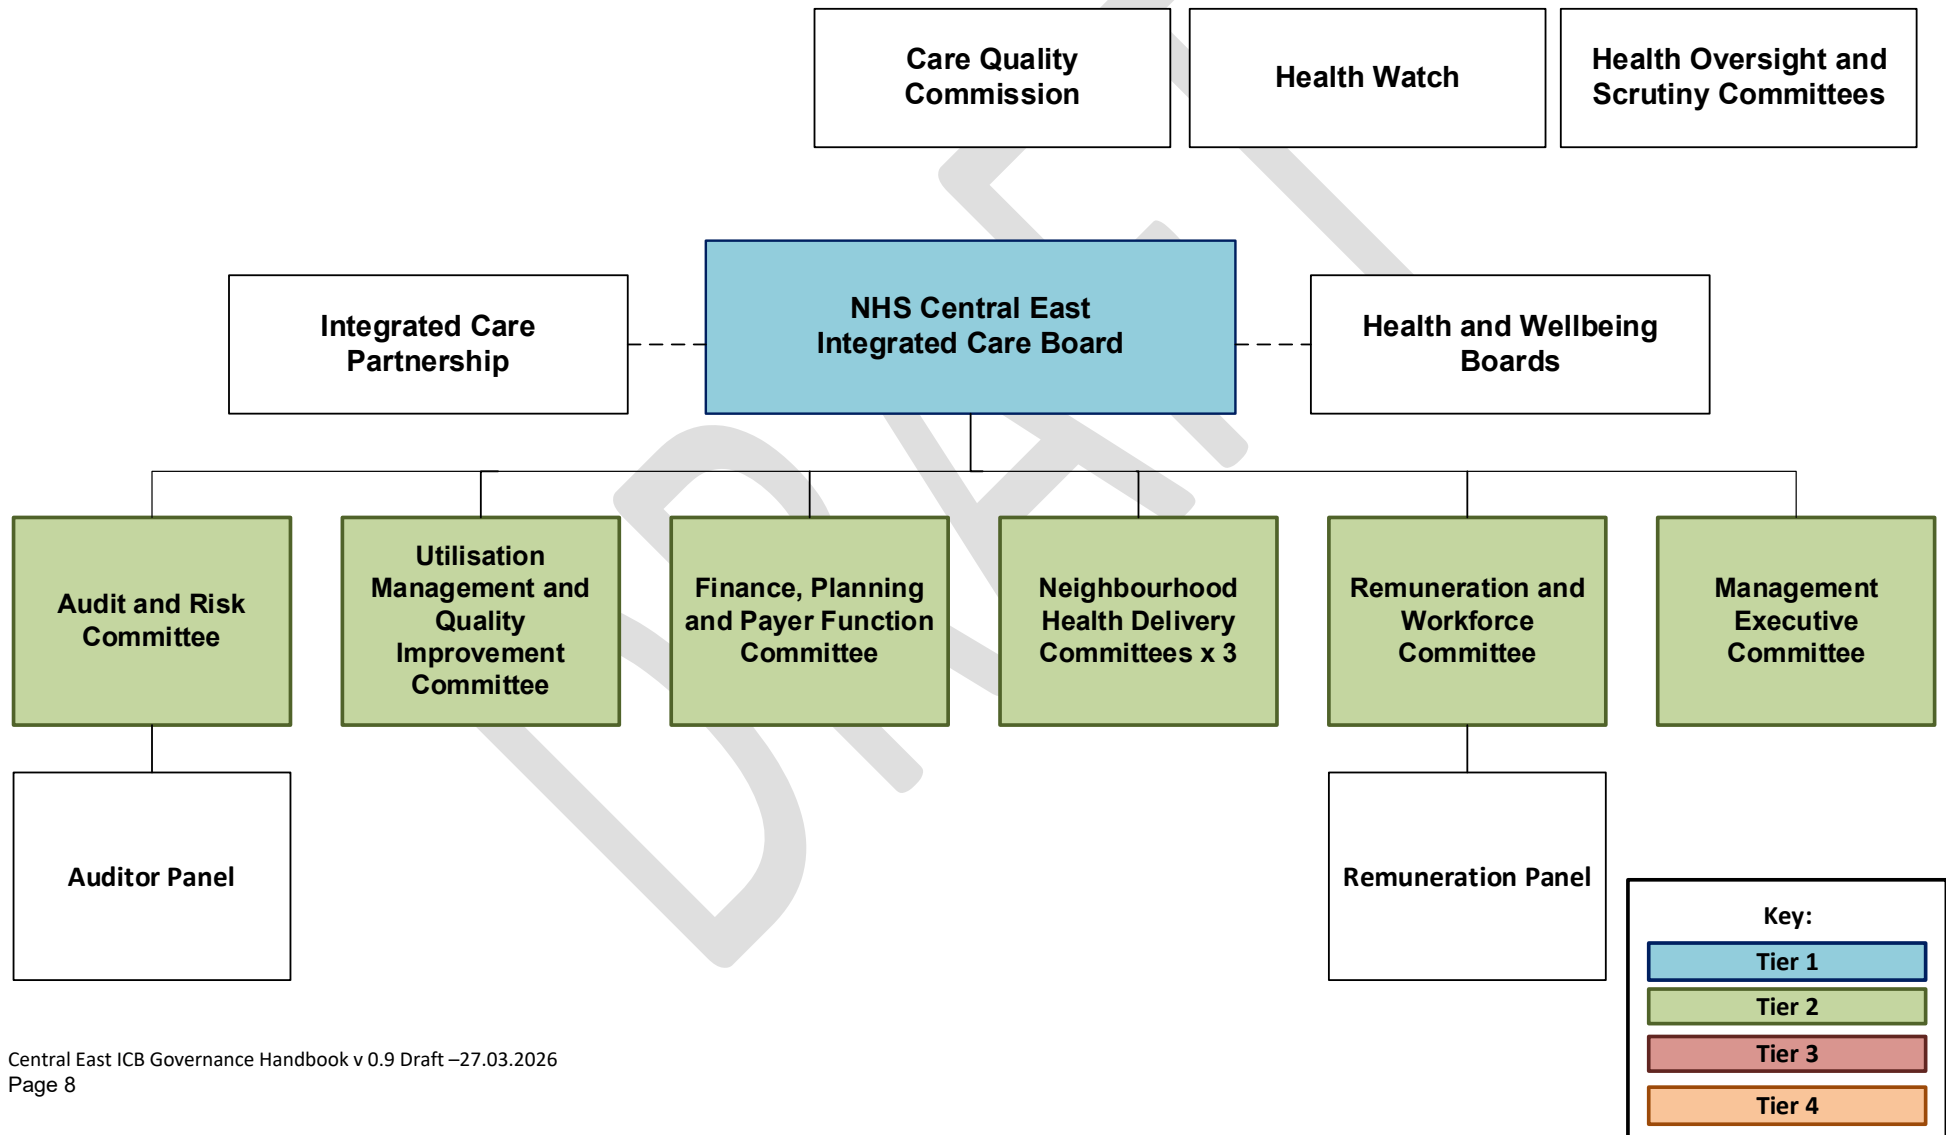 Care Quality
Commission
Health Watch
Health Oversight and
Scrutiny Committees
Integrated Care
Partnership
NHS Central East
Integrated Care Board
Health and Wellbeing
Boards
Audit and Risk
Committee
Utilisation
Management and
Quality
Improvement
Committee
Finance, Planning
and Payer Function
Committee
Neighbourhood
Health Delivery
Committees x 3
Remuneration and
Workforce
Committee
Management
Executive
Committee
Auditor Panel
Remuneration Panel
Key:
Tier 1
Tier 2
Tier 3
Tier 4
Central East ICB Governance Handbook v 0.9 Draft –27.03.2026
Page 8
DRAFT